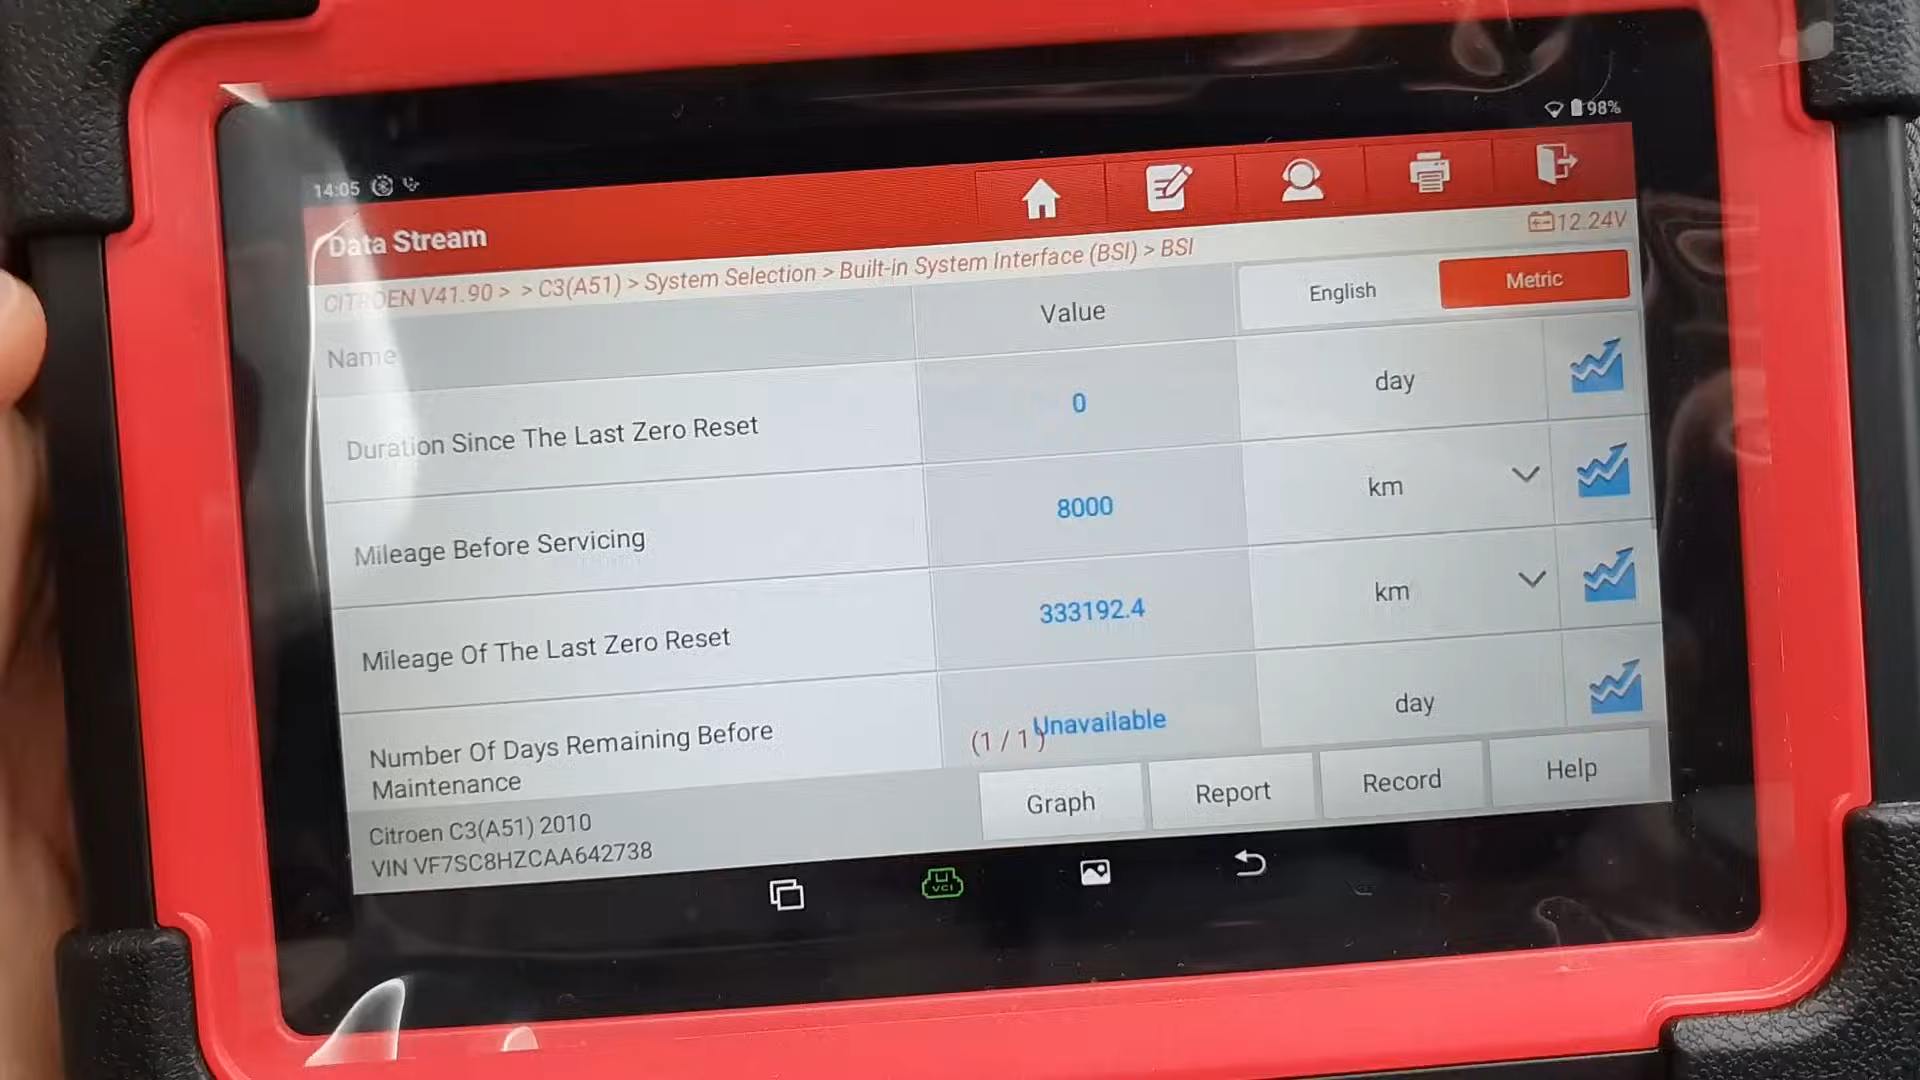 14:05
98%
Data Stream
12.24V
CITROEN V41.90 > > C3(A51) > System Selection > Built-in System Interface (BSI) > BSI
Name
Value
English
Metric
Duration Since The Last Zero Reset
0
day
Mileage Before Servicing
8000
km
Mileage Of The Last Zero Reset
333192.4
km
Number Of Days Remaining Before
Maintenance
Unavailable
day
(1 / 1)
Citroen C3(A51) 2010
VIN VF7SC8HZCAA642738
Graph
Report
Record
Help
VCI